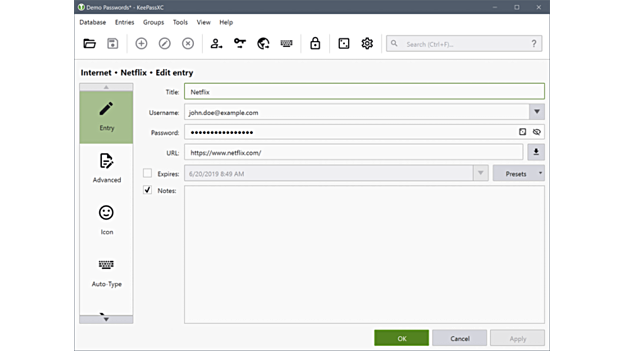 Demo Passwords* - KeePassXC
Database Entries Groups Tools View Help
Search (Ctrl+F)... ?
Internet • Netflix • Edit entry
Title: Netflix
Entry
Username: john.doe@example.com
Password: ••••••••••••••••
URL: https://www.netflix.com/
Advanced
Expires: 6/20/2019 8:49 AM Presets
Notes:
Icon
Auto-Type
OK Cancel Apply